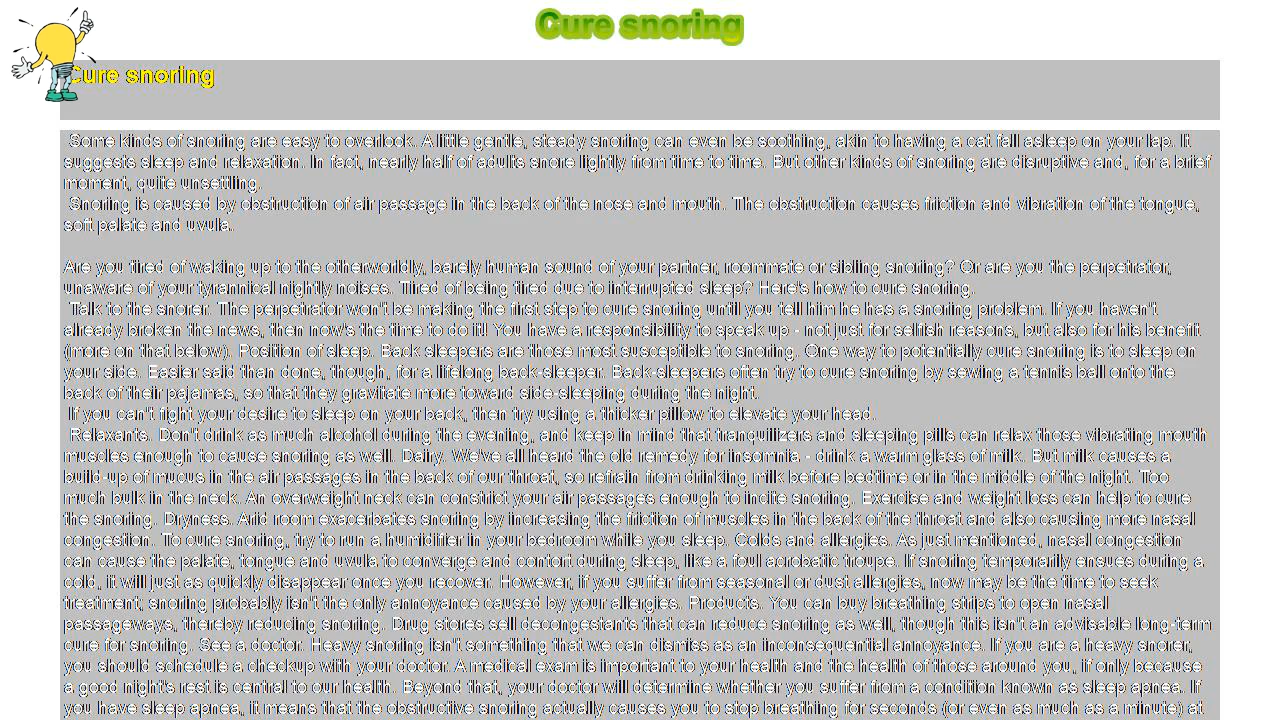 Cure snoring
Cure snoring
Some kinds of snoring are easy to overlook. A little gentle, steady snoring can even be soothing, akin to having a cat fall asleep on your lap. It
suggests sleep and relaxation. In fact, nearly half of adults snore lightly from time to time. But other kinds of snoring are disruptive and, for a brief
moment, quite unsettling.
Snoring is caused by obstruction of air passage in the back of the nose and mouth. The obstruction causes friction and vibration of the tongue,
soft palate and uvula.
Are you tired of waking up to the otherworldly, barely human sound of your partner, roommate or sibling snoring? Or are you the perpetrator,
unaware of your tyrannical nightly noises. Tired of being tired due to interrupted sleep? Here's how to cure snoring.
Talk to the snorer. The perpetrator won't be making the first step to cure snoring until you tell him he has a snoring problem. If you haven't
already broken the news, then now's the time to do it! You have a responsibility to speak up - not just for selfish reasons, but also for his benefit
(more on that below). Position of sleep. Back sleepers are those most susceptible to snoring. One way to potentially cure snoring is to sleep on
your side. Easier said than done, though, for a lifelong back-sleeper. Back-sleepers often try to cure snoring by sewing a tennis ball onto the
back of their pajamas, so that they gravitate more toward side-sleeping during the night.
If you can't fight your desire to sleep on your back, then try using a thicker pillow to elevate your head.
Relaxants. Don't drink as much alcohol during the evening, and keep in mind that tranquilizers and sleeping pills can relax those vibrating mouth
muscles enough to cause snoring as well. Dairy. We've all heard the old remedy for insomnia - drink a warm glass of milk. But milk causes a
build-up of mucus in the air passages in the back of our throat, so refrain from drinking milk before bedtime or in the middle of the night. Too
much bulk in the neck. An overweight neck can constrict your air passages enough to incite snoring. Exercise and weight loss can help to cure
the snoring. Dryness. Arid room exacerbates snoring by increasing the friction of muscles in the back of the throat and also causing more nasal
congestion. To cure snoring, try to run a humidifier in your bedroom while you sleep. Colds and allergies. As just mentioned, nasal congestion
can cause the palate, tongue and uvula to converge and contort during sleep, like a foul acrobatic troupe. If snoring temporarily ensues during a
cold, it will just as quickly disappear once you recover. However, if you suffer from seasonal or dust allergies, now may be the time to seek
treatment; snoring probably isn't the only annoyance caused by your allergies. Products. You can buy breathing strips to open nasal
passageways, thereby reducing snoring. Drug stores sell decongestants that can reduce snoring as well, though this isn't an advisable long-term
cure for snoring. See a doctor. Heavy snoring isn't something that we can dismiss as an inconsequential annoyance. If you are a heavy snorer,
you should schedule a checkup with your doctor. A medical exam is important to your health and the health of those around you, if only because
a good night's rest is central to our health. Beyond that, your doctor will determine whether you suffer from a condition known as sleep apnea. If
you have sleep apnea, it means that the obstructive snoring actually causes you to stop breathing for seconds (or even as much as a minute) at